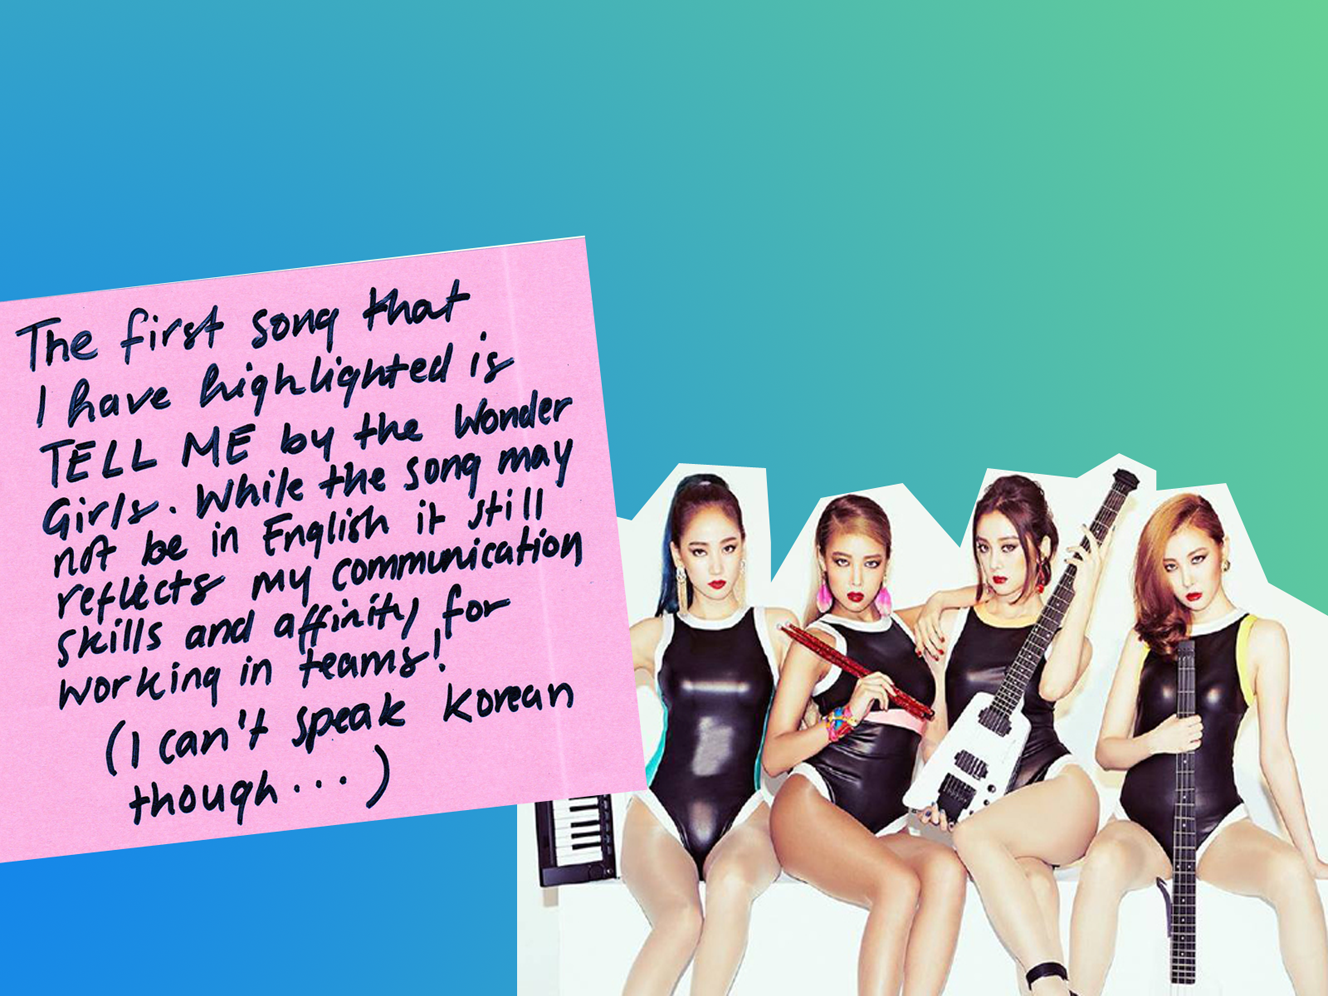 The first song that
I have highlighted is
TELL ME by the Wonder
Girls. While the song may
not be in English it still
reflects my communication
skills and affinity for
working in teams!
(I can't speak Korean
though...)